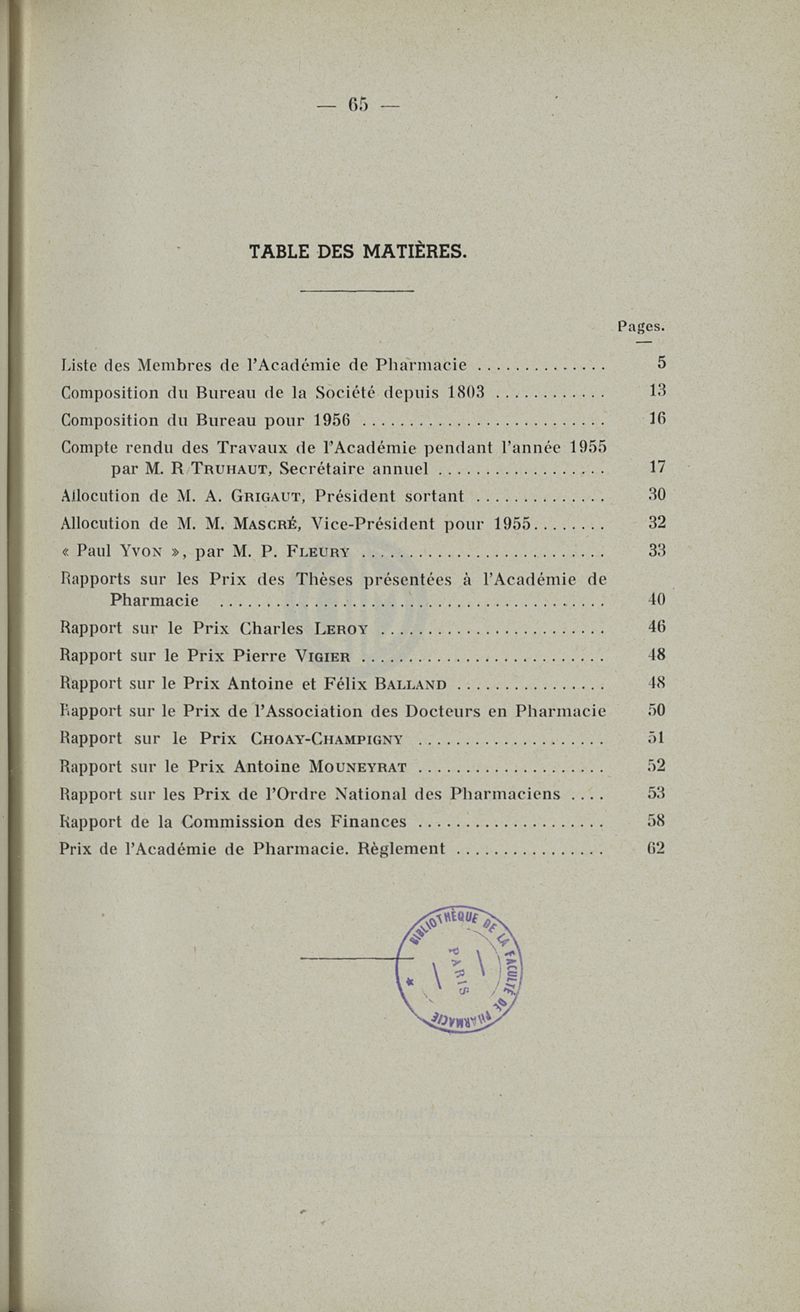 — 65 —
TABLE DES MATIÈRES.
Pages.
Liste des Membres de l'Académie de Pharmacie .............. 5
Composition du Bureau de la Société depuis 1803 ............ 13
Composition du Bureau pour 1956 .......................... 16
Compte rendu des Travaux de l'Académie pendant l'année 1955
par M. R TRUHAUT, Secrétaire annuel .................. 17
Allocution de M. A. GRIGAUT, Président sortant .............. 30
Allocution de M. M. MASCRÉ, Vice-Président pour 1955........ 32
« Paul YVON », par M. P. FLEURY .......................... 33
Rapports sur les Prix des Thèses présentées à l'Académie de
Pharmacie ......................................... 40
Rapport sur le Prix Charles LEROY ........................ 46
Rapport sur le Prix Pierre VIGIER .......................... 48
Rapport sur le Prix Antoine et Félix BALLAND ................ 48
Rapport sur le Prix de l'Association des Docteurs en Pharmacie 50
Rapport sur le Prix CHOAY-CHAMPIGNY .................... 51
Rapport sur le Prix Antoine MOUNEYRAT .................... 52
Rapport sur les Prix de l'Ordre National des Pharmaciens .... 53
Rapport de la Commission des Finances .................... 58
Prix de l'Académie de Pharmacie. Règlement ................ 62
BIBLIOTHÈQUE DE LA FACULTÉ DE PHARMACIE
PARIS